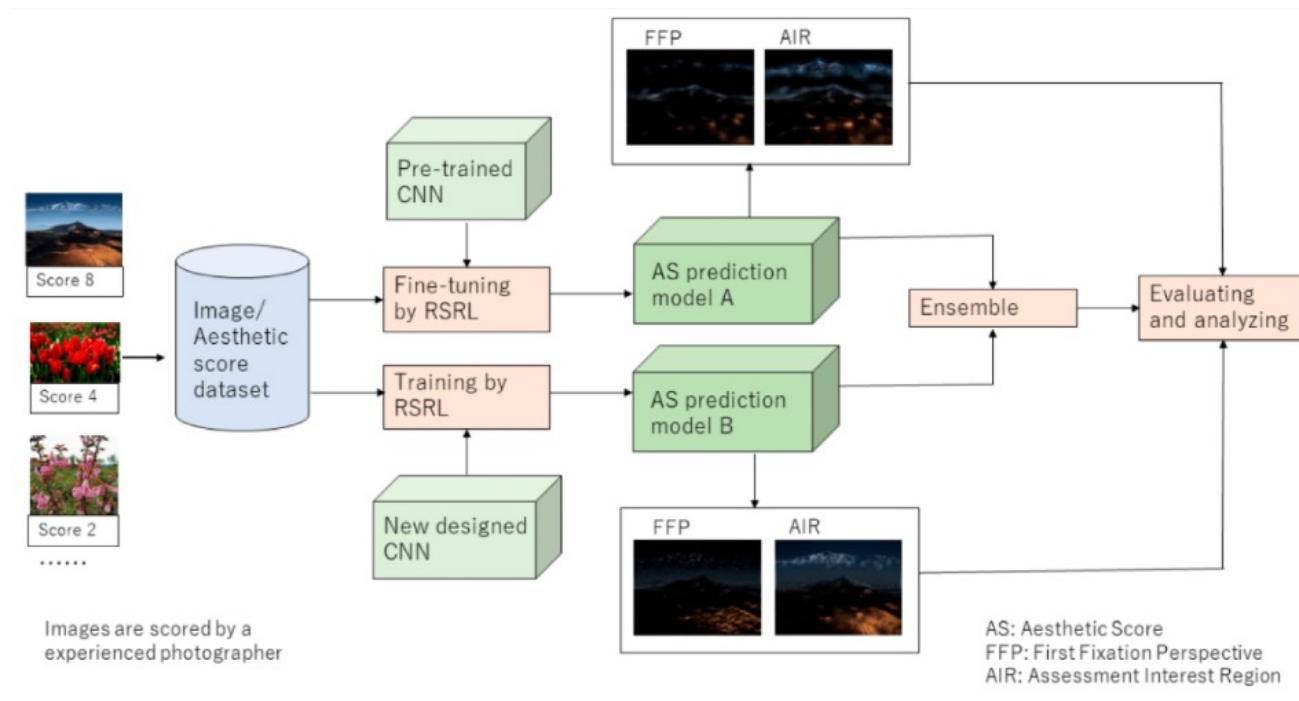 Score 8
Score 4
Score 2
......
Images are scored by a
experienced photographer
Image/
Aesthetic
score
dataset
Pre-trained
CNN
Fine-tuning
by RSRL
Training by
RSRL
New designed
CNN
FFP AIR
AS prediction
model A
AS prediction
model B
FFP AIR
Ensemble
Evaluating
and analyzing
AS: Aesthetic Score
FFP: First Fixation Perspective
AIR: Assessment Interest Region